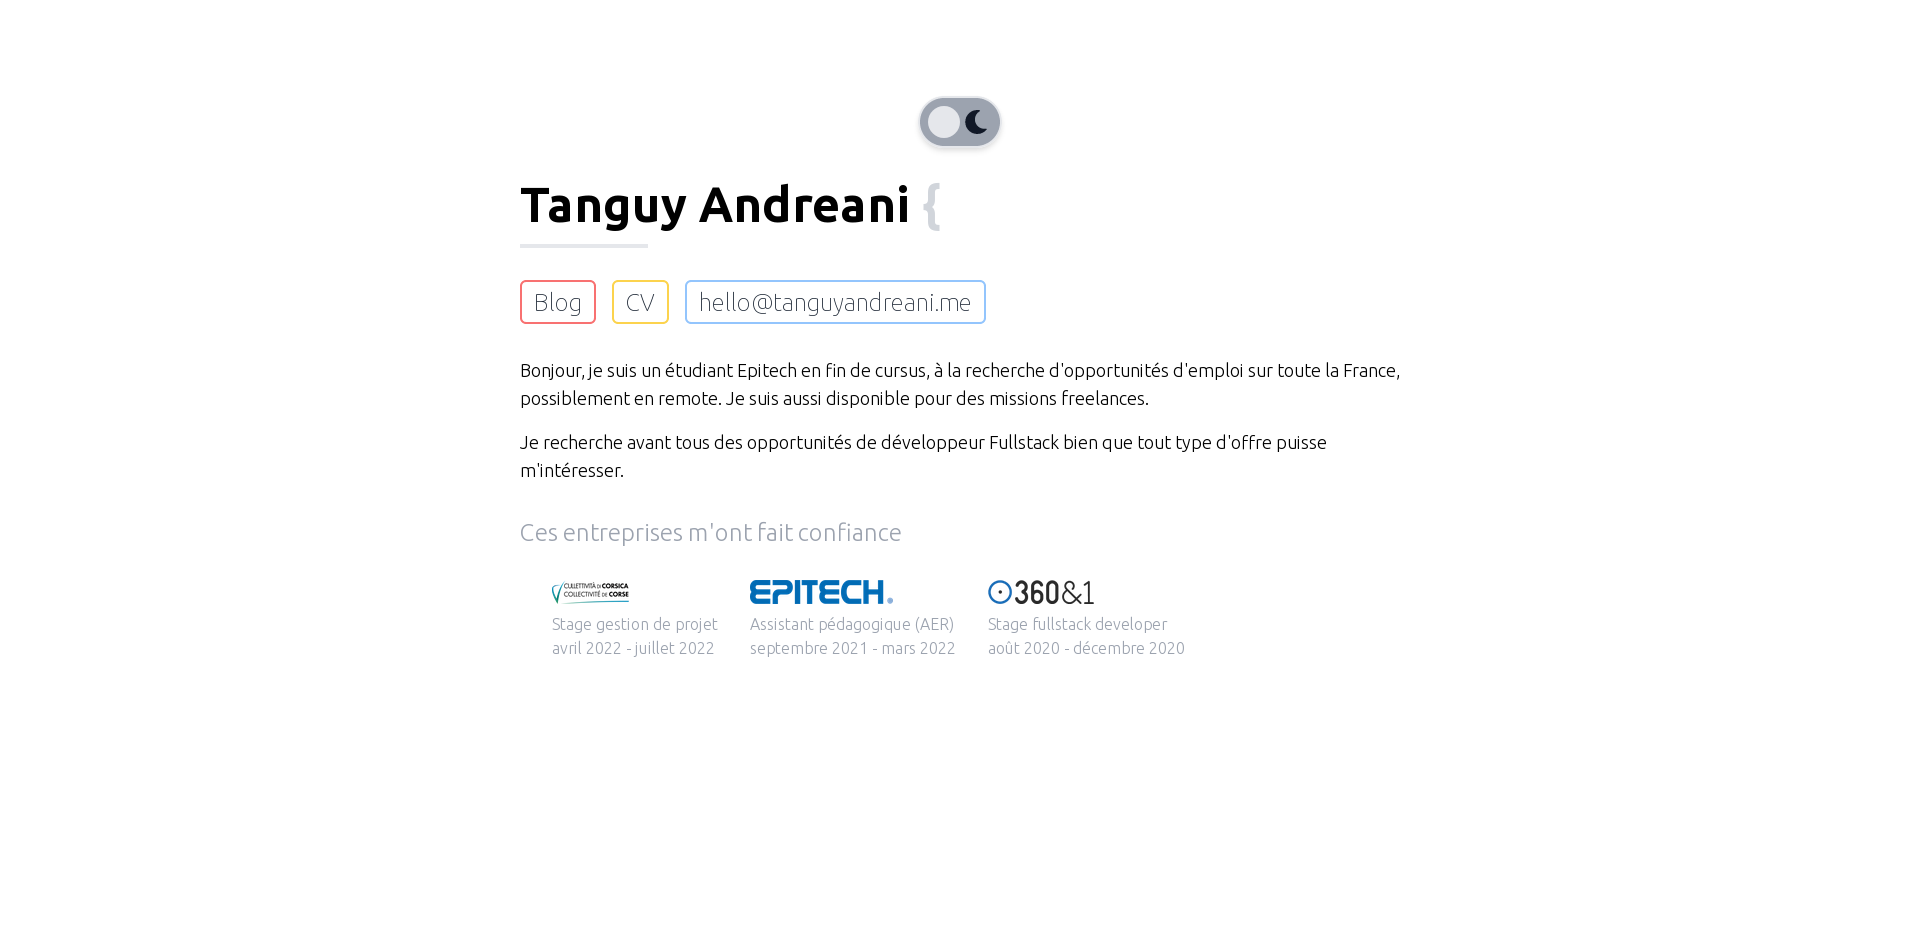 Tanguy Andreani {
Blog CV hello@tanguyandreani.me
Bonjour, je suis un étudiant Epitech en fin de cursus, à la recherche d'opportunités d'emploi sur toute la France,
possiblement en remote. Je suis aussi disponible pour des missions freelances.
Je recherche avant tous des opportunités de développeur Fullstack bien que tout type d'offre puisse
m'intéresser.
Ces entreprises m'ont fait confiance
CULLETTIVITÀ DI CORSICA
COLLECTIVITÉ DE CORSE
Stage gestion de projet
avril 2022 - juillet 2022
EPITECH.
Assistant pédagogique (AER)
septembre 2021 - mars 2022
360&1
Stage fullstack developer
août 2020 - décembre 2020